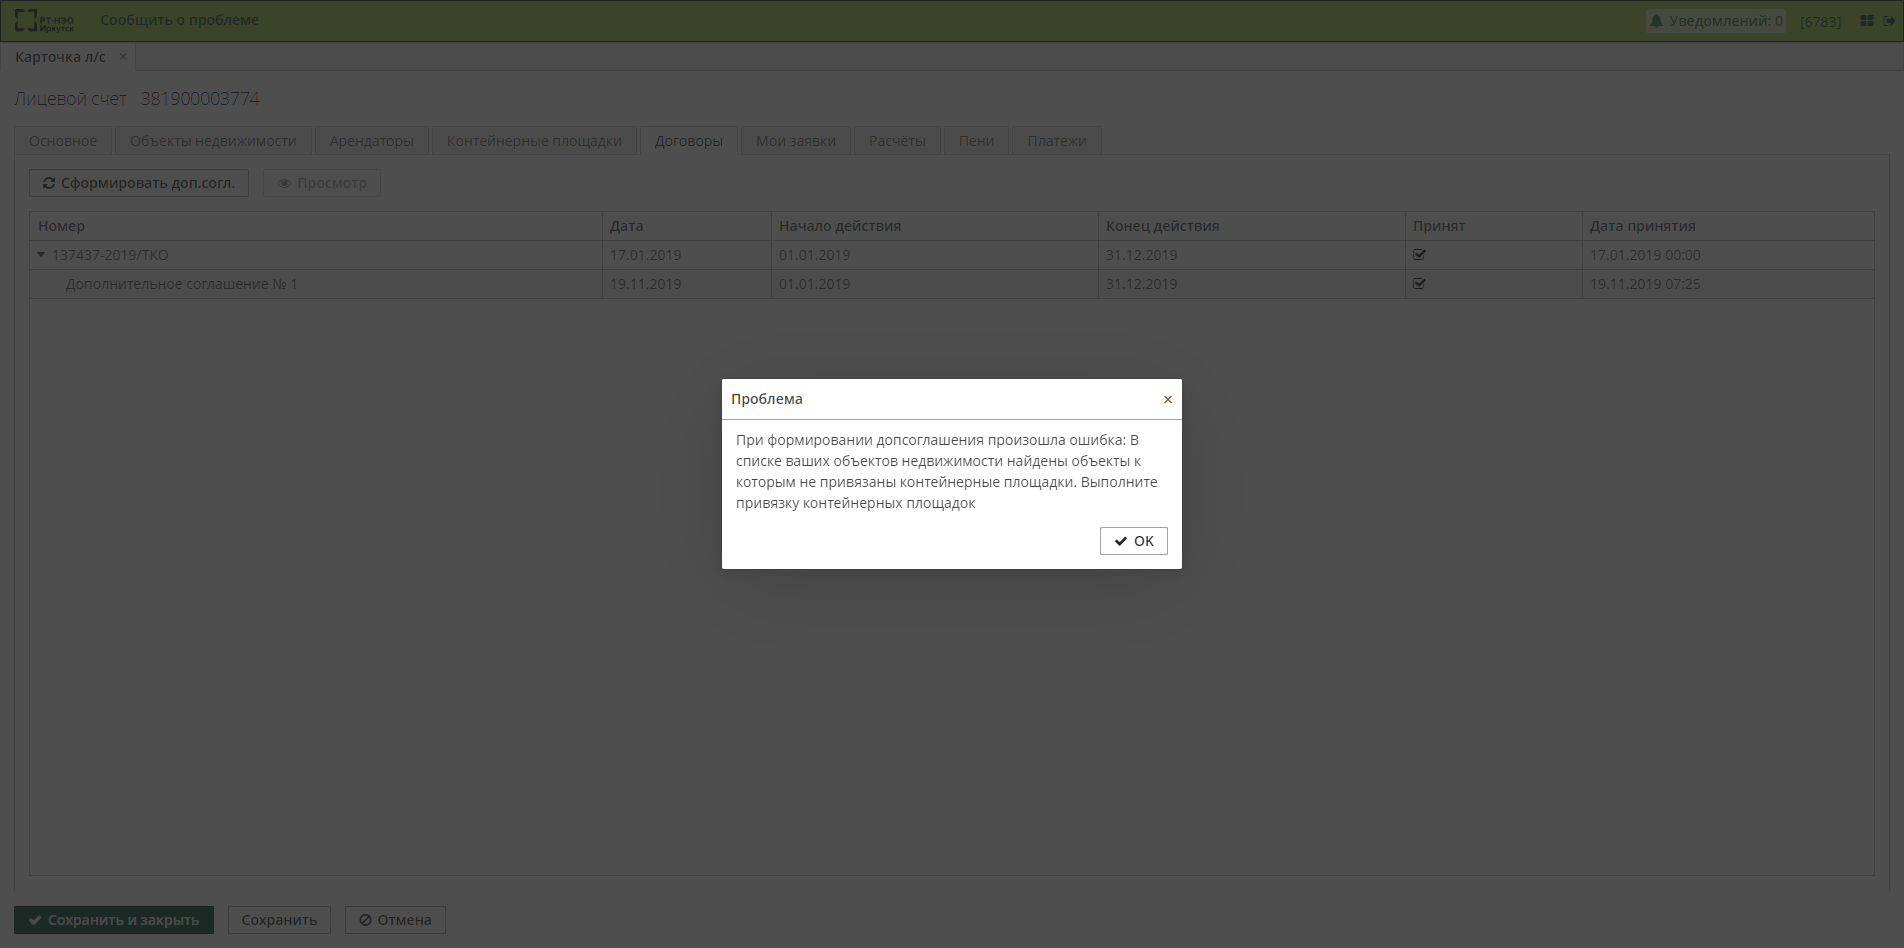 РТ-НЭО
Иркутск
Сообщить о проблеме
Уведомлений: 0
[6783]
Карточка л/с ×
Лицевой счет 381900003774
Основное Объекты недвижимости Арендаторы Контейнерные площадки Договоры Мои заявки Расчёты Пени Платежи
Сформировать доп.согл. Просмотр
Номер Дата Начало действия Конец действия Принят Дата принятия
137437-2019/ТКО 17.01.2019 01.01.2019 31.12.2019 17.01.2019 00:00
Дополнительное соглашение № 1 19.11.2019 01.01.2019 31.12.2019 19.11.2019 07:25
Проблема ×
При формировании допсоглашения произошла ошибка: В
списке ваших объектов недвижимости найдены объекты к
которым не привязаны контейнерные площадки. Выполните
привязку контейнерных площадок
OK
Сохранить и закрыть Сохранить Отмена